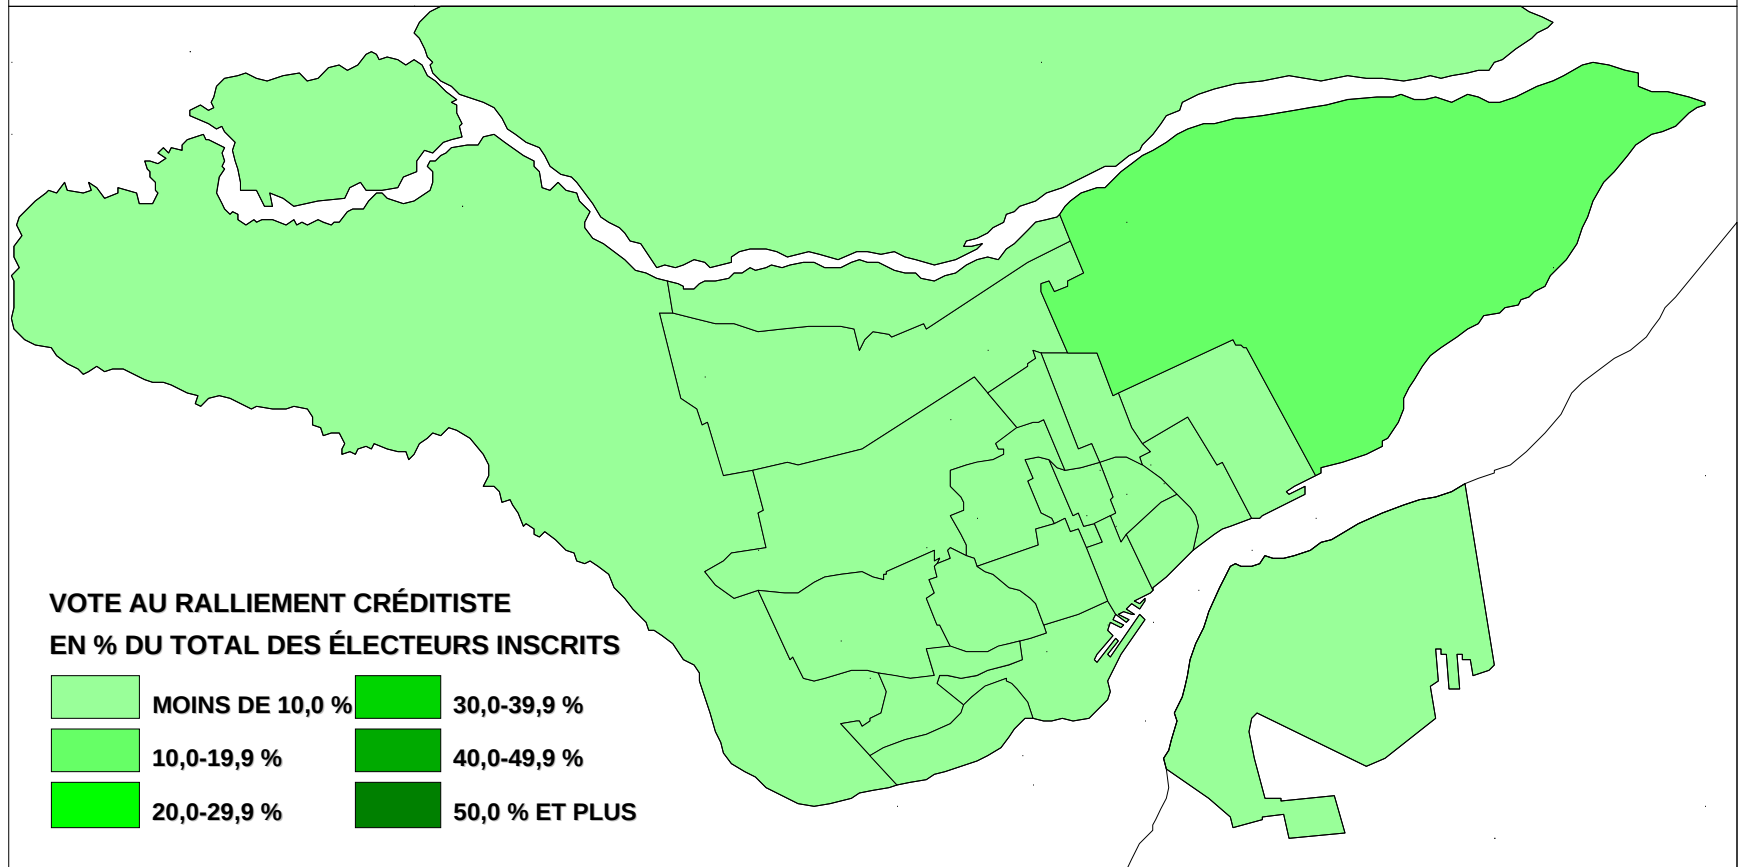 VOTE AU RALLIEMENT CRÉDITISTE
EN % DU TOTAL DES ÉLECTEURS INSCRITS
MOINS DE 10,0 %
10,0-19,9 %
20,0-29,9 %
30,0-39,9 %
40,0-49,9 %
50,0 % ET PLUS